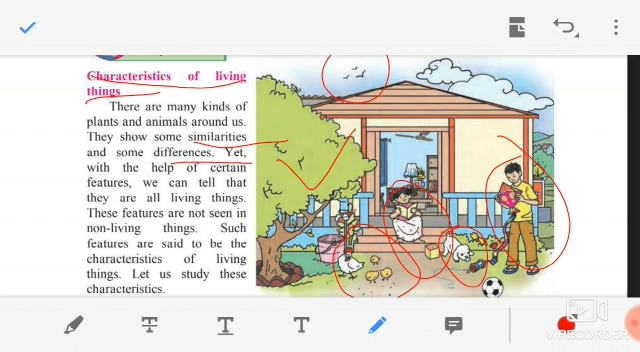 Characteristics of living
things
There are many kinds of
plants and animals around us.
They show some similarities
and some differences. Yet,
with the help of certain
features, we can tell that
they are all living things.
These features are not seen in
non-living things. Such
features are said to be the
characteristics of living
things. Let us study these
characteristics.
T T T
V RECORDER